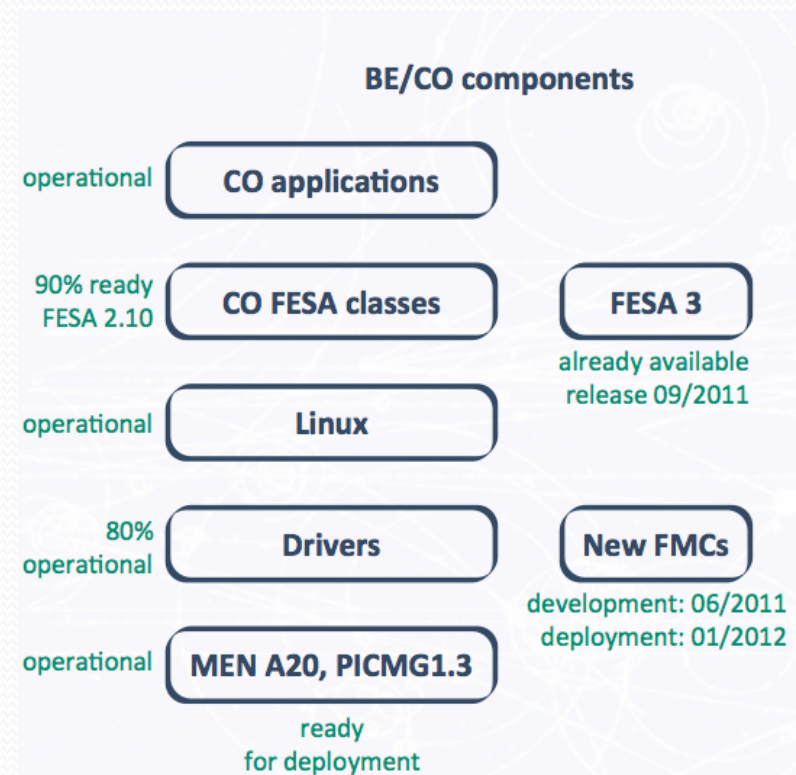 BE/CO components
operational
CO applications
90% ready
FESA 2.10
CO FESA classes
FESA 3
already available
release 09/2011
operational
Linux
80%
operational
Drivers
New FMCs
development: 06/2011
deployment: 01/2012
operational
MEN A20, PICMG1.3
ready
for deployment